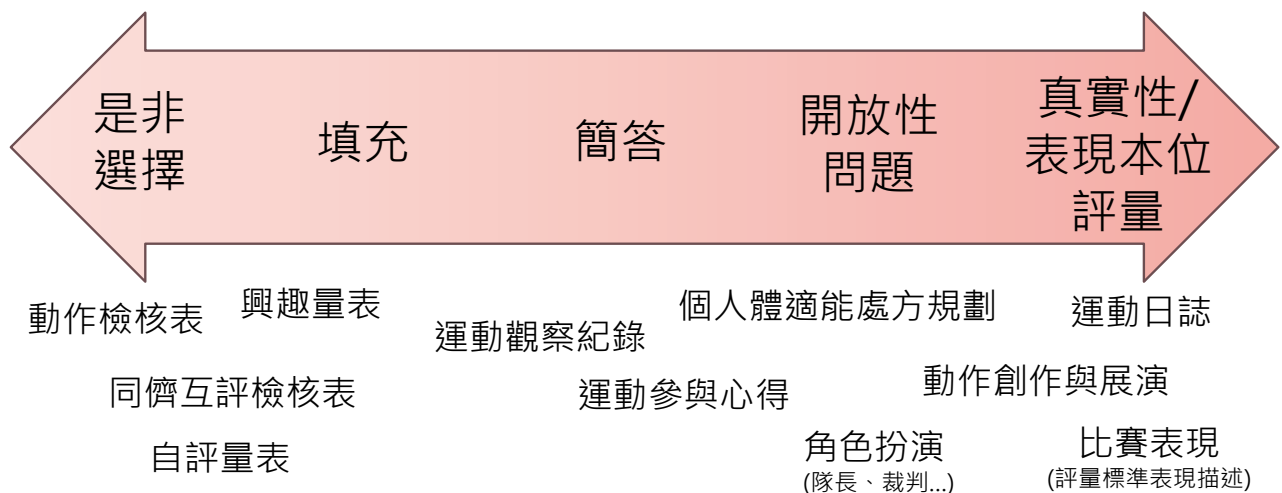 是非
選擇
填充
簡答
開放性
問題
真實性/
表現本位
評量
動作檢核表
興趣量表
運動觀察紀錄
個人體適能處方規劃
運動日誌
同儕互評檢核表
運動參與心得
動作創作與展演
自評量表
角色扮演
(隊長、裁判…)
比賽表現
(評量標準表現描述)